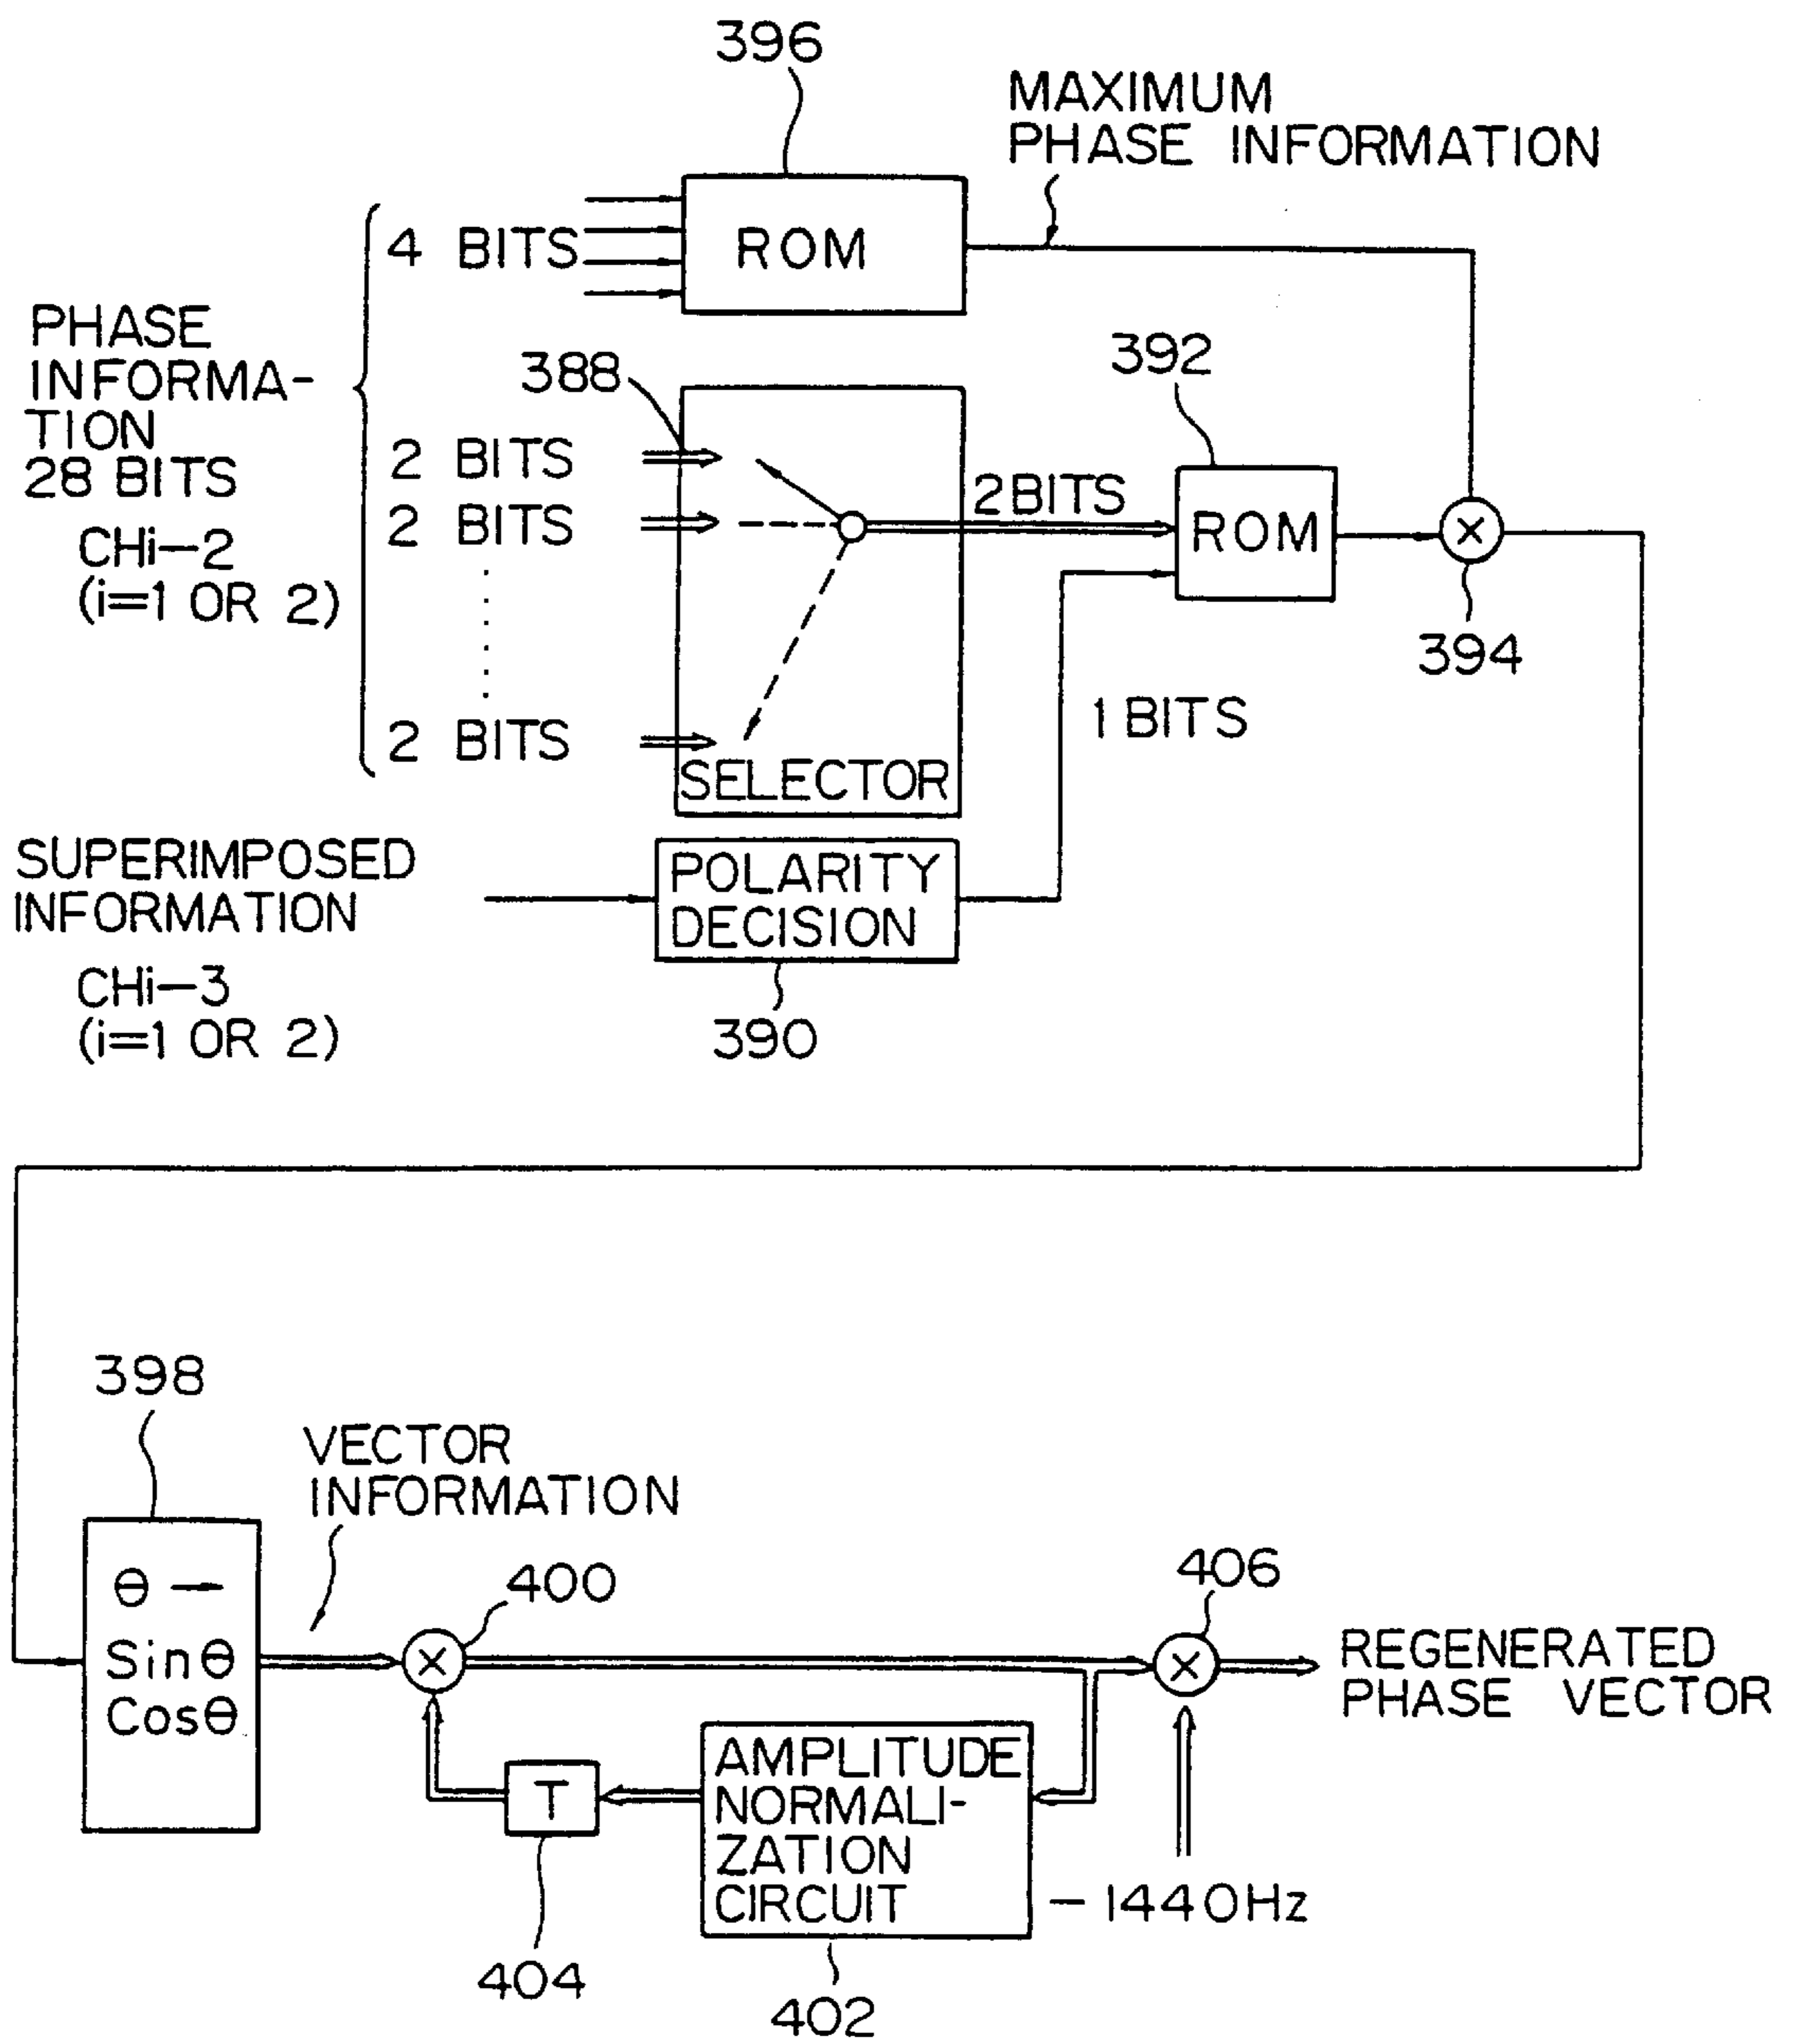 396
MAXIMUM
PHASE INFORMATION
4 BITS
ROM
PHASE
INFORMA-
TION
28 BITS
CHi-2
(i=1 OR 2)
388
392
2 BITS
2 BITS
2BITS
ROM
×
394
2 BITS
1 BITS
SELECTOR
SUPERIMPOSED
INFORMATION
CHi-3
(i=1 OR 2)
POLARITY
DECISION
390
398
VECTOR
INFORMATION
θ →
Sinθ
Cosθ
400
×
406
×
REGENERATED
PHASE VECTOR
T
404
AMPLITUDE
NORMALI-
ZATION
CIRCUIT
402
- 1440Hz